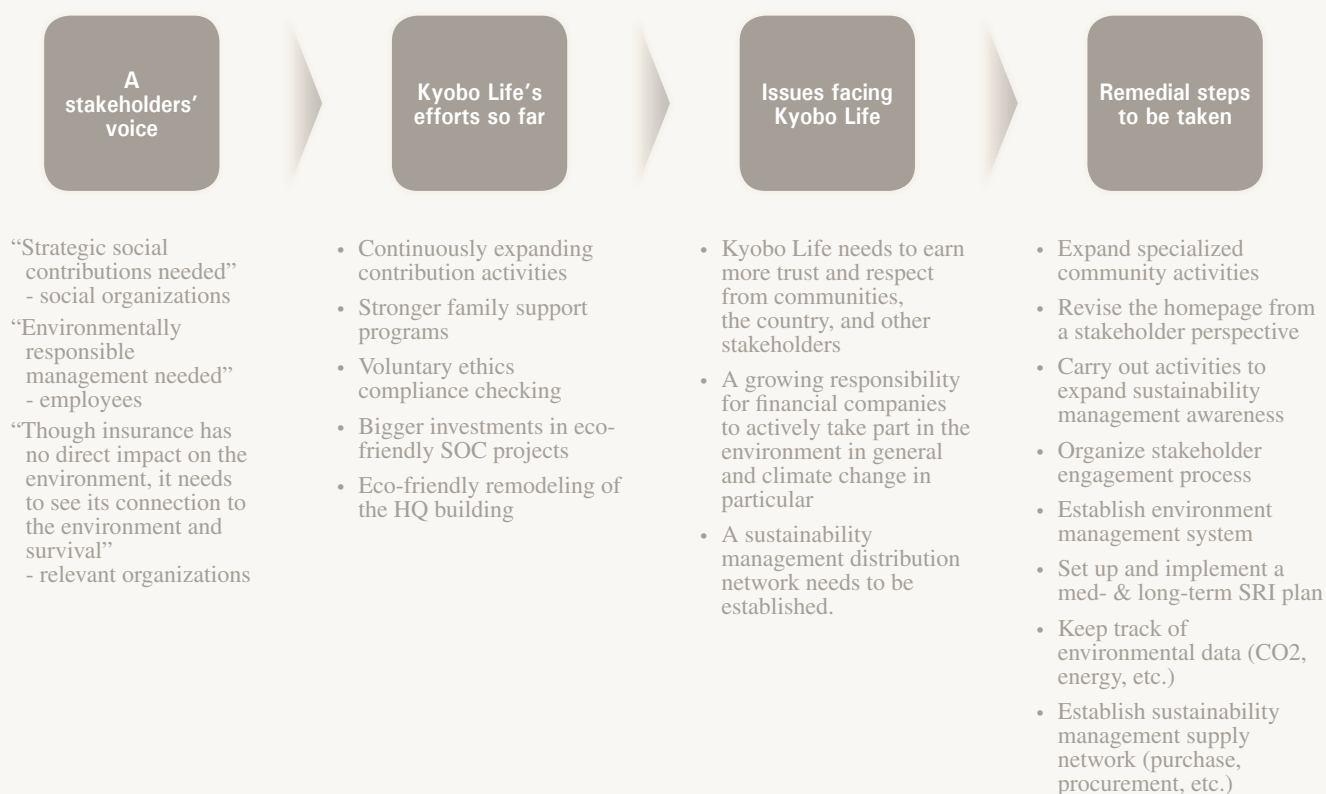 A
stakeholders'
voice
Kyobo Life's
efforts so far
Issues facing
Kyobo Life
Remedial steps
to be taken
“Strategic social
contributions needed”
- social organizations
“Environmentally
responsible
management needed”
- employees
“Though insurance has
no direct impact on the
environment, it needs
to see its connection to
the environment and
survival”
- relevant organizations
• Continuously expanding
contribution activities
• Stronger family support
programs
• Voluntary ethics
compliance checking
• Bigger investments in eco-
friendly SOC projects
• Eco-friendly remodeling of
the HQ building
• Kyobo Life needs to earn
more trust and respect
from communities,
the country, and other
stakeholders
• A growing responsibility
for financial companies
to actively take part in the
environment in general
and climate change in
particular
• A sustainability
management distribution
network needs to be
established.
• Expand specialized
community activities
• Revise the homepage from
a stakeholder perspective
• Carry out activities to
expand sustainability
management awareness
• Organize stakeholder
engagement process
• Establish environment
management system
• Set up and implement a
med- & long-term SRI plan
• Keep track of
environmental data (CO2,
energy, etc.)
• Establish sustainability
management supply
network (purchase,
procurement, etc.)